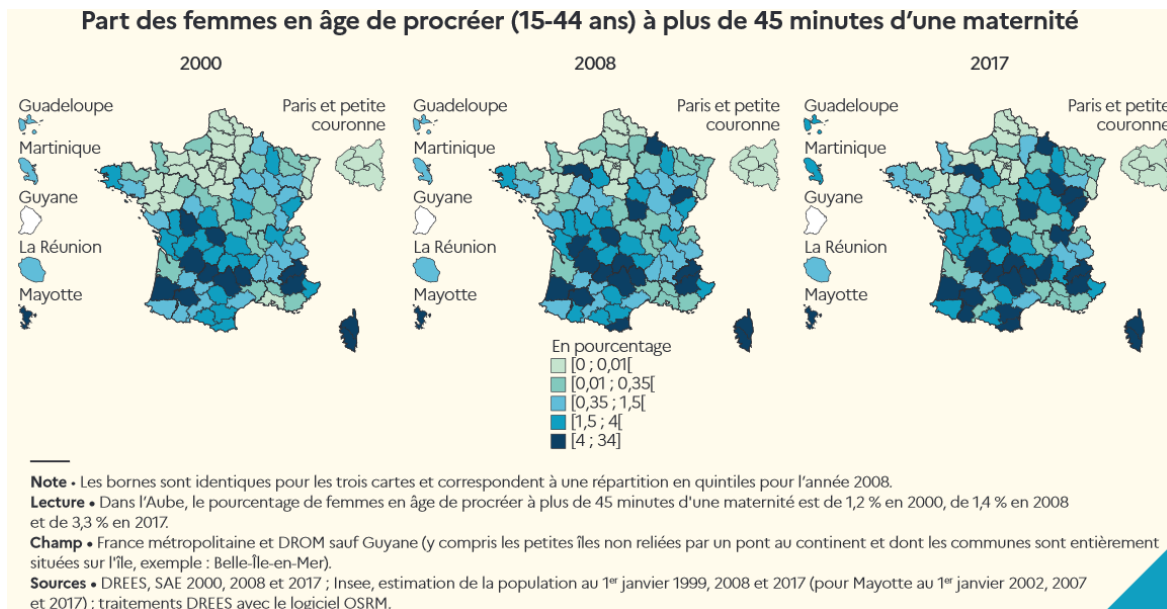 Part des femmes en âge de procréer (15-44 ans) à plus de 45 minutes d’une maternité
2000
Guadeloupe
Martinique
Guyane
La Réunion
Mayotte
Paris et petite
couronne
2008
Guadeloupe
Martinique
Guyane
La Réunion
Mayotte
Paris et petite
couronne
2017
Guadeloupe
Martinique
Guyane
La Réunion
Mayotte
Paris et petite
couronne
En pourcentage
[0 ; 0,01[
[0,01 ; 0,35[
[0,35 ; 1,5[
[1,5 ; 4[
[4 ; 34]
Note • Les bornes sont identiques pour les trois cartes et correspondent à une répartition en quintiles pour l’année 2008.
Lecture • Dans l’Aube, le pourcentage de femmes en âge de procréer à plus de 45 minutes d'une maternité est de 1,2 % en 2000, de 1,4 % en 2008
et de 3,3 % en 2017.
Champ • France métropolitaine et DROM sauf Guyane (y compris les petites îles non reliées par un pont au continent et dont les communes sont entièrement
situées sur l'île, exemple : Belle-Île-en-Mer).
Sources • DREES, SAE 2000, 2008 et 2017 ; Insee, estimation de la population au 1er janvier 1999, 2008 et 2017 (pour Mayotte au 1er janvier 2002, 2007
et 2017) ; traitements DREES avec le logiciel OSRM.